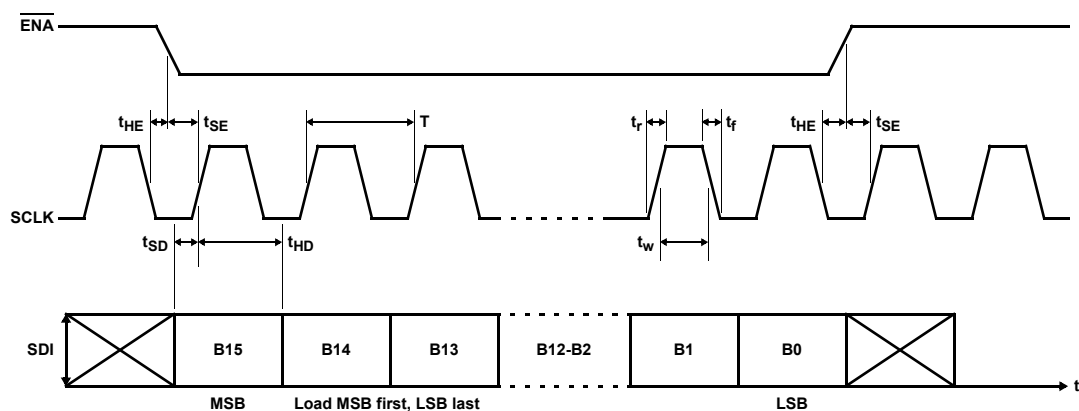 ENA
tHE tSE T tr tf tHE tSE
SCLK
tSD tHD tw
SDI B15 B14 B13 B12-B2 B1 B0 t
MSB Load MSB first, LSB last LSB